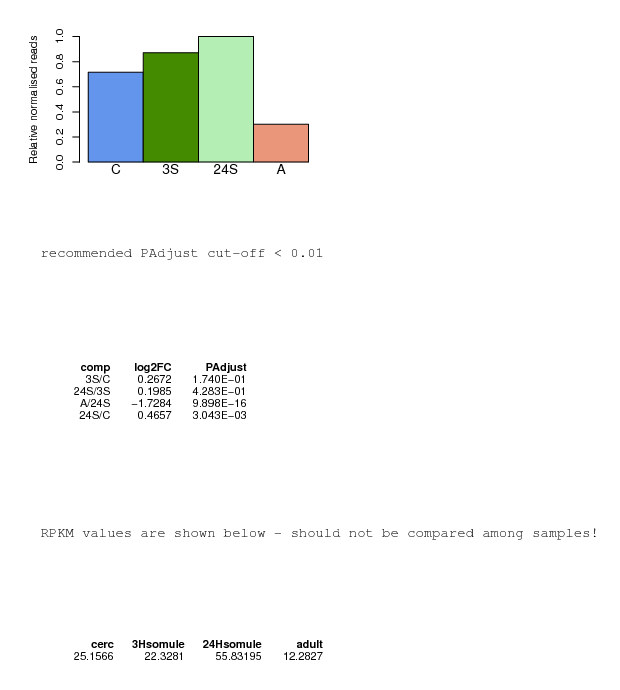 Relative normalised reads
1.0
0.8
0.6
0.4
0.2
0.0
C 3S 24S A
recommended PAdjust cut-off < 0.01
comp log2FC PAdjust
3S/C 0.2672 1.740E−01
24S/3S 0.1985 4.283E−01
A/24S −1.7284 9.898E−16
24S/C 0.4657 3.043E−03
RPKM values are shown below - should not be compared among samples!
cerc 3Hsomule 24Hsomule adult
25.1566 22.3281 55.83195 12.2827